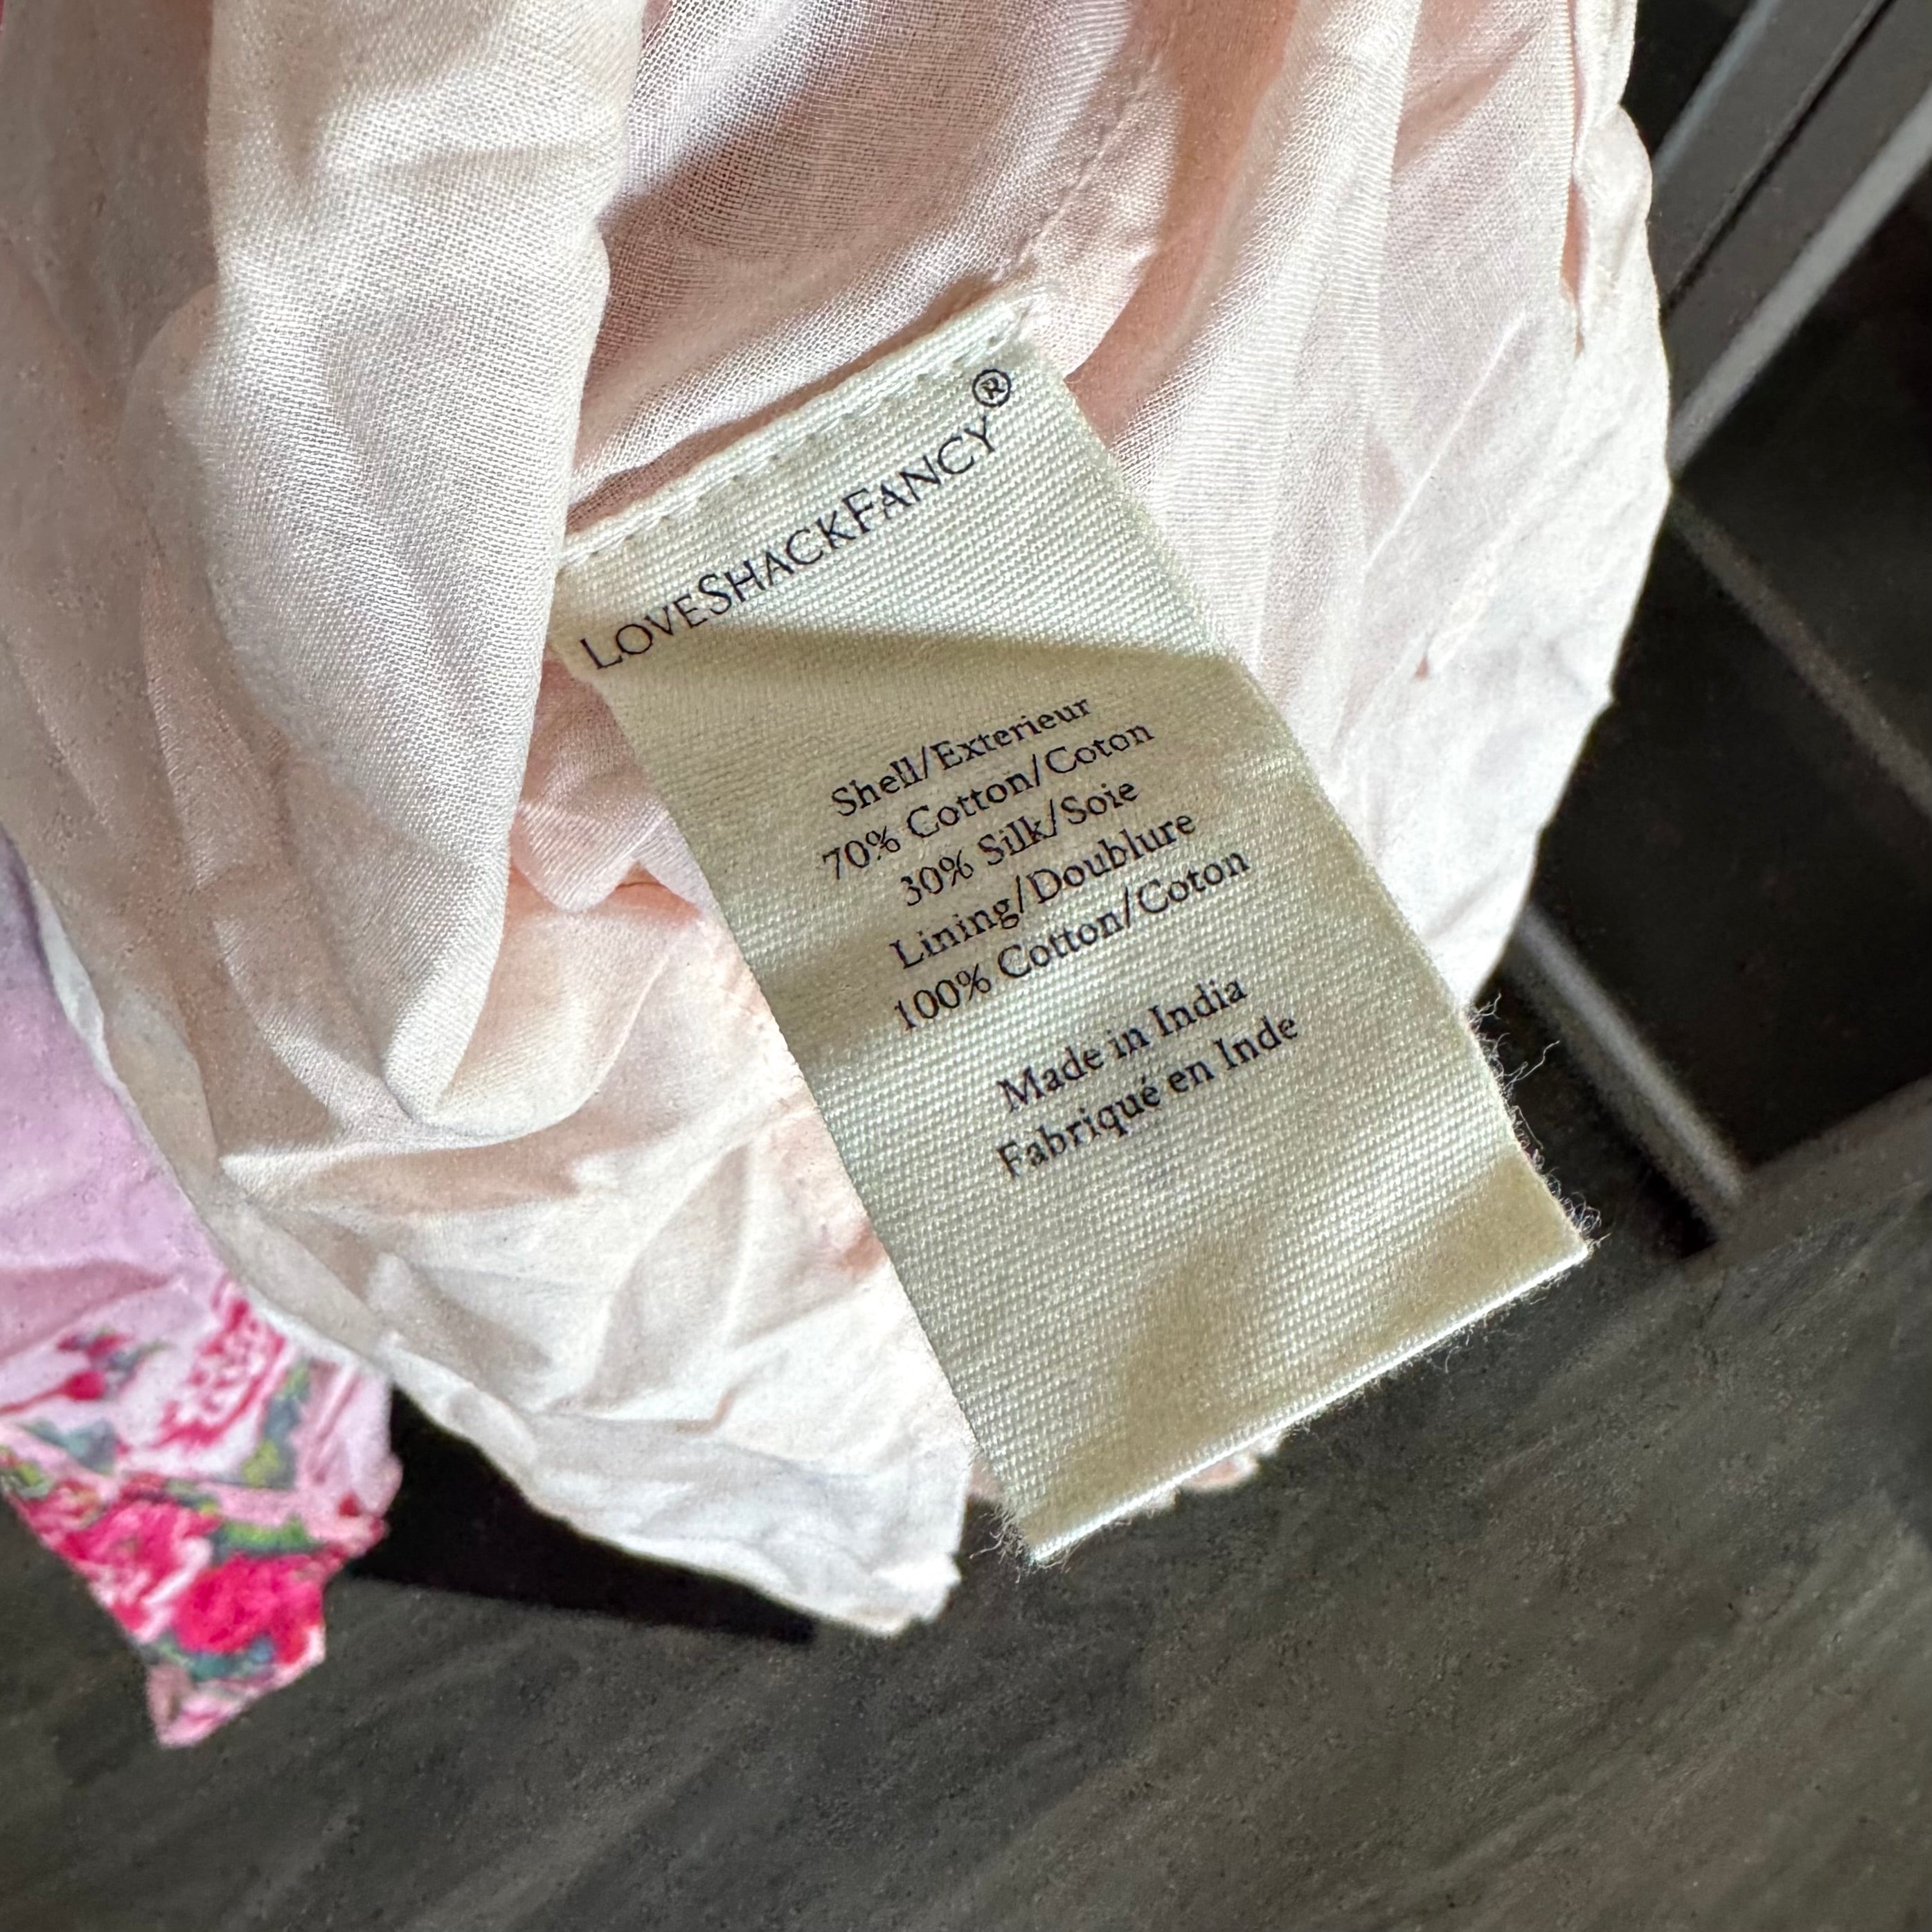 LOVESHACKFANCY®
Shell/Exterieur
70% Cotton/Coton
30% Silk/Soie
Lining/Doublure
100% Cotton/Coton
Made in India
Fabriqué en Inde